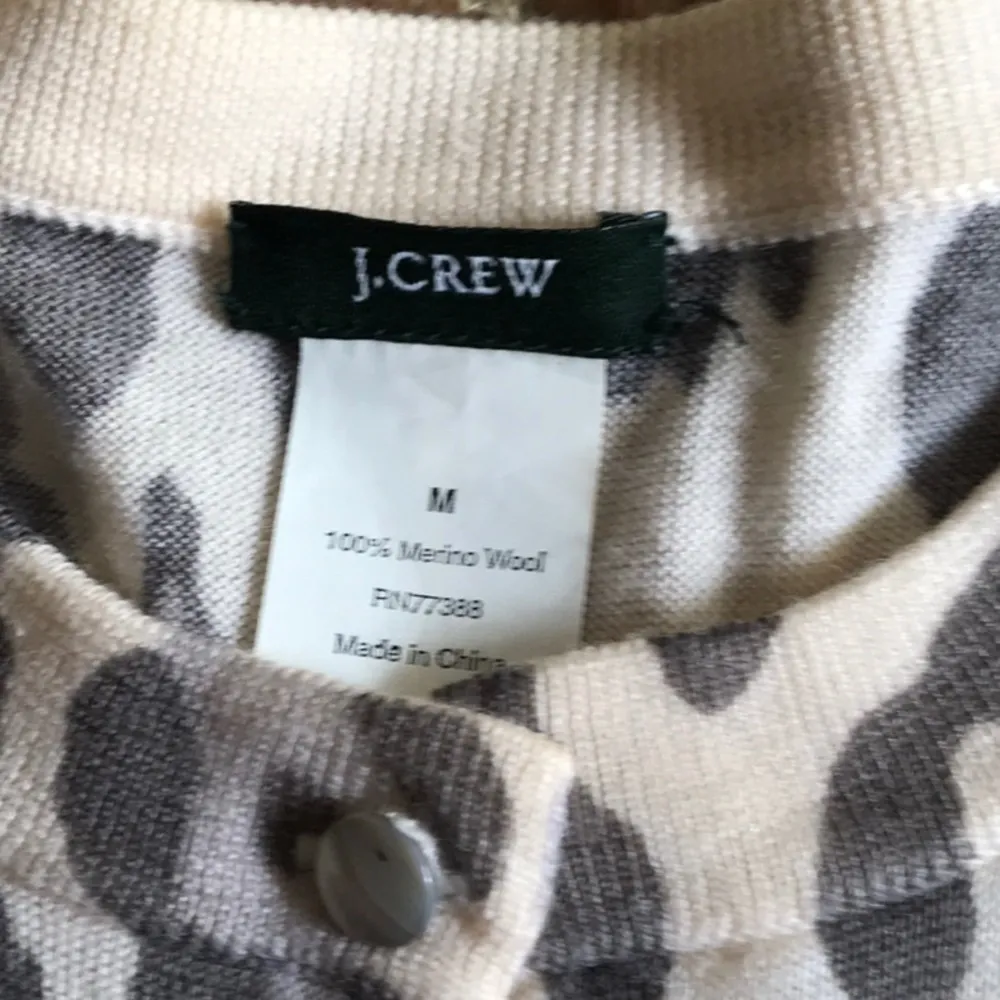 J.CREW
M
100% Merino Wool
RN77388
Made in China